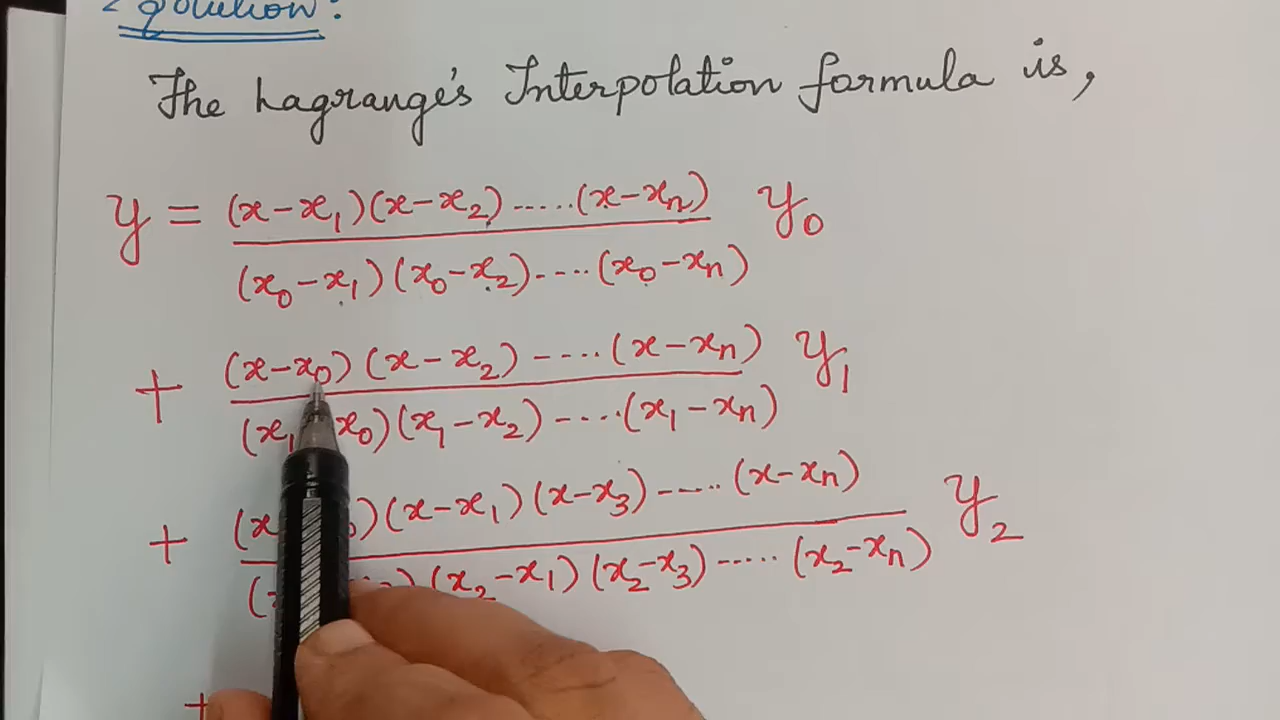 Solution:
The Lagrange's Interpolation formula is,
y = (x-x₁)(x-x₂).....(x-xₙ) y₀
(x₀-x₁)(x₀-x₂)....(x₀-xₙ)
+ (x-x₀)(x-x₂)....(x-xₙ) y₁
(x₁ x₀)(x₁-x₂)....(x₁-xₙ)
+ (x )(x-x₁)(x-x₃).....(x-xₙ) y₂
( )(x₂-x₁)(x₂-x₃).....(x₂-xₙ)
+